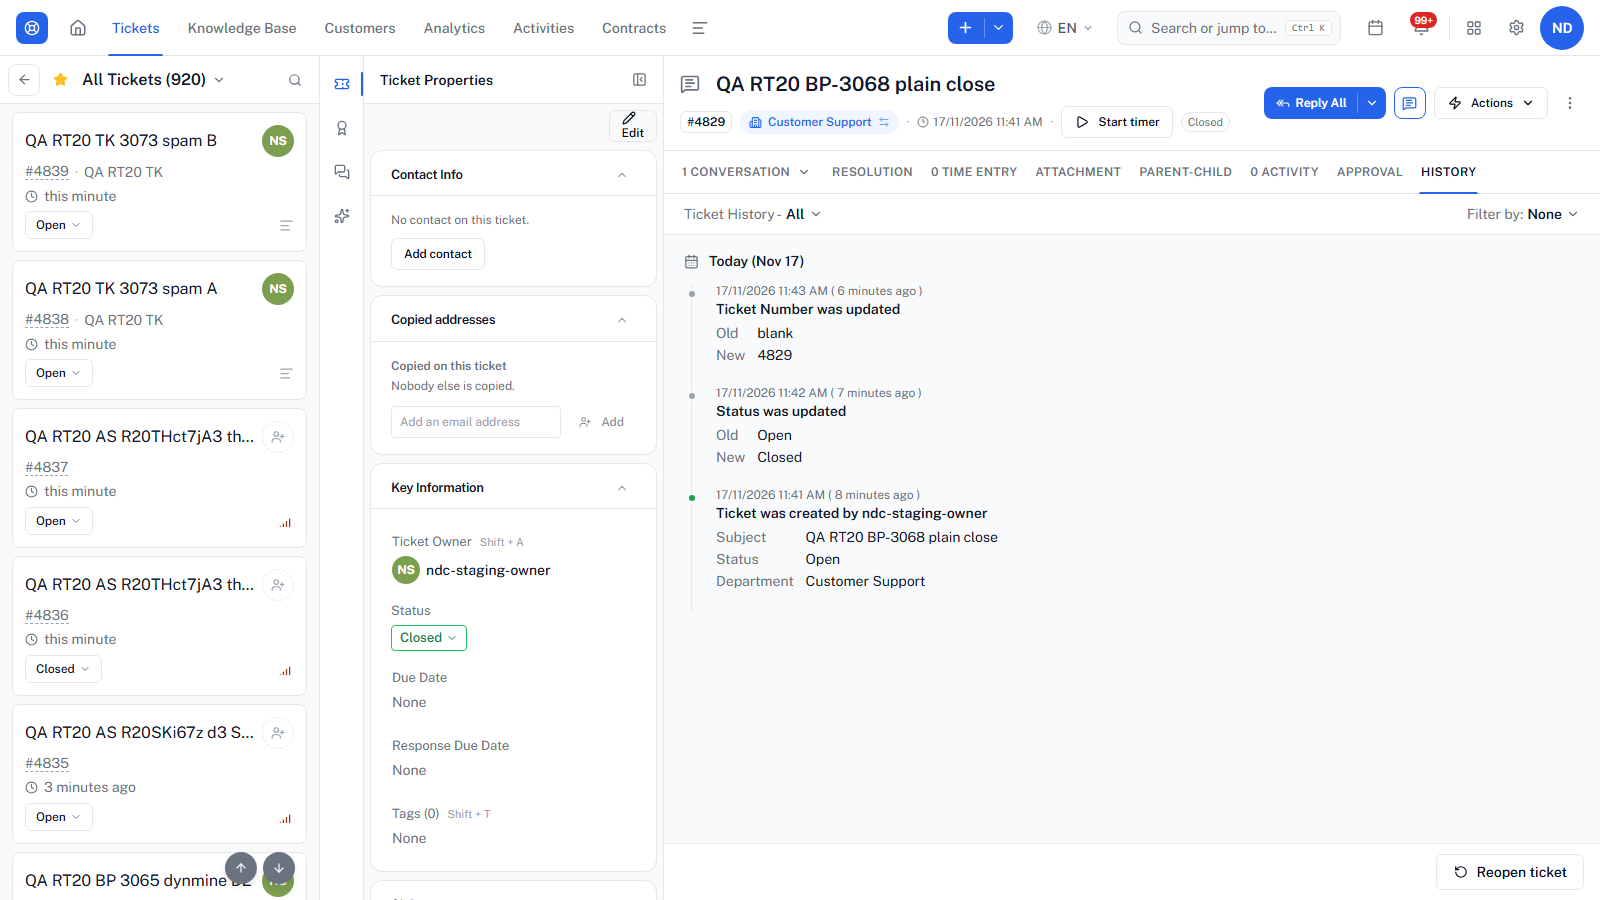 Tickets
Knowledge Base
Customers
Analytics
Activities
Contracts
EN
Search or jump to...
Ctrl K
99+
ND
All Tickets (920)
QA RT20 TK 3073 spam B
NS
#4839 · QA RT20 TK
this minute
Open
QA RT20 TK 3073 spam A
NS
#4838 · QA RT20 TK
this minute
Open
QA RT20 AS R20THct7jA3 th...
#4837
this minute
Open
QA RT20 AS R20THct7jA3 th...
#4836
this minute
Closed
QA RT20 AS R20SKi67z d3 S...
#4835
3 minutes ago
Open
QA RT20 BP 3065 dynmine
Ticket Properties
Edit
Contact Info
No contact on this ticket.
Add contact
Copied addresses
Copied on this ticket
Nobody else is copied.
Add an email address
Add
Key Information
Ticket Owner Shift + A
NS ndc-staging-owner
Status
Closed
Due Date
None
Response Due Date
None
Tags (0) Shift + T
None
QA RT20 BP-3068 plain close
#4829
Customer Support
· 17/11/2026 11:41 AM ·
Start timer
Closed
Reply All
Actions
1 CONVERSATION
RESOLUTION
0 TIME ENTRY
ATTACHMENT
PARENT-CHILD
0 ACTIVITY
APPROVAL
HISTORY
Ticket History - All
Filter by: None
Today (Nov 17)
17/11/2026 11:43 AM ( 6 minutes ago )
Ticket Number was updated
Old blank
New 4829
17/11/2026 11:42 AM ( 7 minutes ago )
Status was updated
Old Open
New Closed
17/11/2026 11:41 AM ( 8 minutes ago )
Ticket was created by ndc-staging-owner
Subject QA RT20 BP-3068 plain close
Status Open
Department Customer Support
Reopen ticket